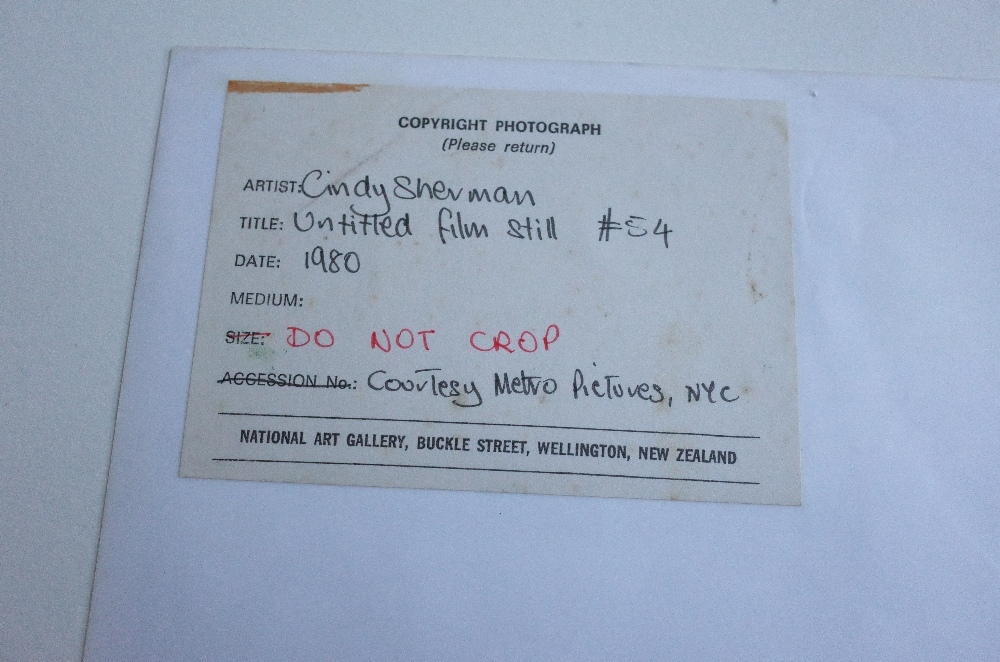 COPYRIGHT PHOTOGRAPH
(Please return)
ARTIST: Cindy Sherman
TITLE: Untitled film still #54
DATE: 1980
MEDIUM:
SIZE: DO NOT CROP
ACCESSION No.: Courtesy Metro Pictures, NYC
NATIONAL ART GALLERY, BUCKLE STREET, WELLINGTON, NEW ZEALAND